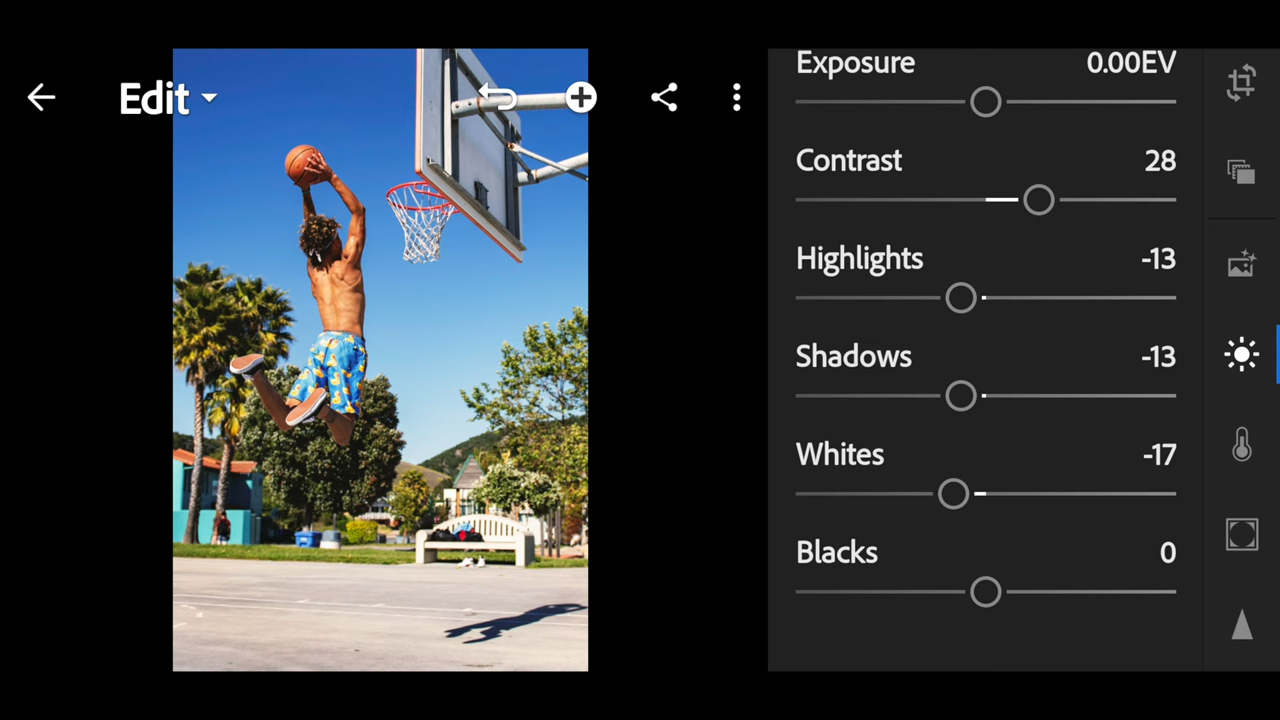 Edit
Exposure 0.00EV
Contrast 28
Highlights -13
Shadows -13
Whites -17
Blacks 0